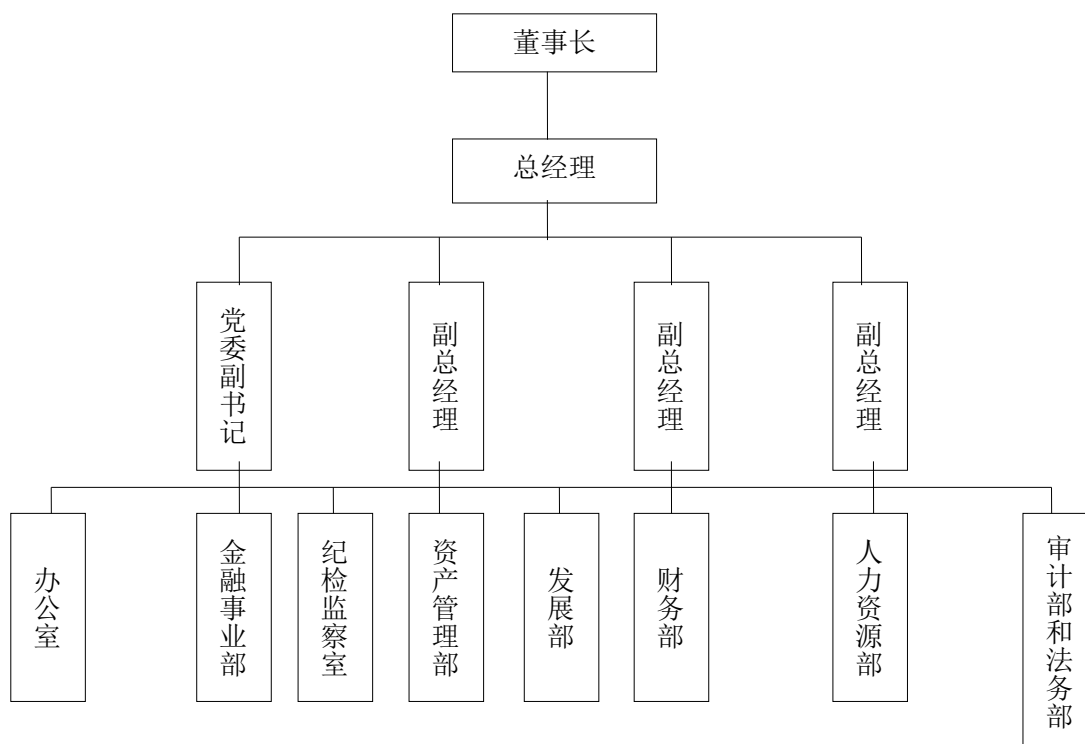 董事长
总经理
党委副书记
副总经理
副总经理
副总经理
办公室
金融事业部
纪检监察室
资产管理部
发展部
财务部
人力资源部
审计部和法务部